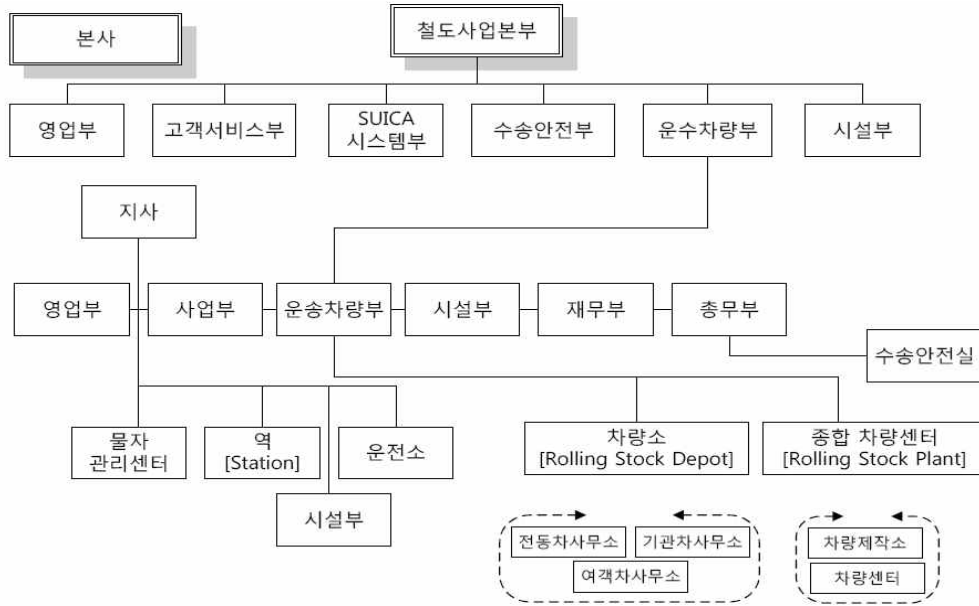 본사
철도사업본부
영업부
고객서비스부
SUICA
시스템부
수송안전부
운수차량부
시설부
지사
영업부
사업부
운송차량부
시설부
재무부
총무부
수송안전실
물자
관리센터
역
[Station]
운전소
차량소
[Rolling Stock Depot]
종합 차량센터
[Rolling Stock Plant]
시설부
전동차사무소
기관차사무소
여객차사무소
차량제작소
차량센터